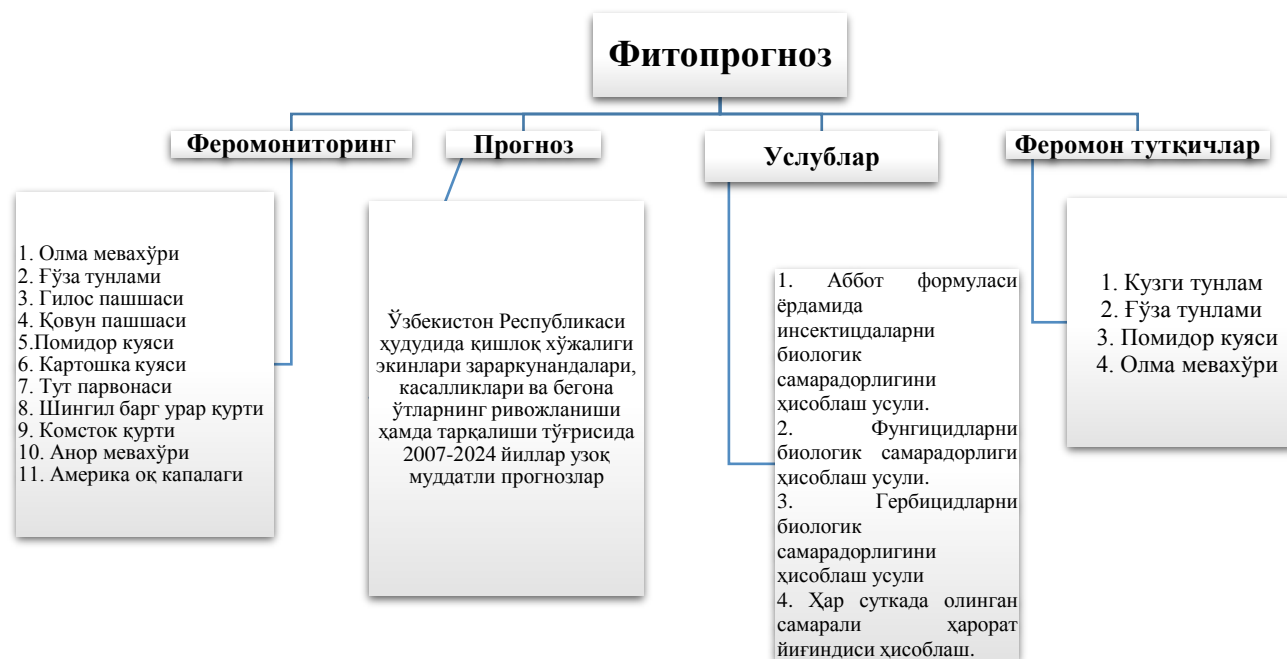 Фитопрогноз
Феромониторинг
Прогноз
Услублар
Феромон тутқичлар
1. Олма мевахўри
2. Ғўза тунлами
3. Гилос пашшаси
4. Қовун пашшаси
5.Помидор куяси
6. Картошка куяси
7. Тут парвонаси
8. Шингил барг урар қурти
9. Комсток қурти
10. Анор мевахўри
11. Америка оқ капалаги
Ўзбекистон Республикаси
ҳудудида қишлоқ хўжалиги
экинлари зараркунандалари,
касалликлари ва бегона
ўтларнинг ривожланиши
ҳамда тарқалиши тўғрисида
2007-2024 йиллар узоқ
муддатли прогнозлар
1. Аббот формуласи
ёрдамида
инсектицдаларни
биологик
самарадорлигини
ҳисоблаш усули.
2. Фунгицидларни
биологик самарадорлиги
ҳисоблаш усули.
3. Гербицидларни
биологик
самарадорлигини
ҳисоблаш усули
4. Ҳар суткада олинган
самарали ҳарорат
йиғиндиси ҳисоблаш.
1. Кузги тунлам
2. Ғўза тунлами
3. Помидор куяси
4. Олма мевахўри